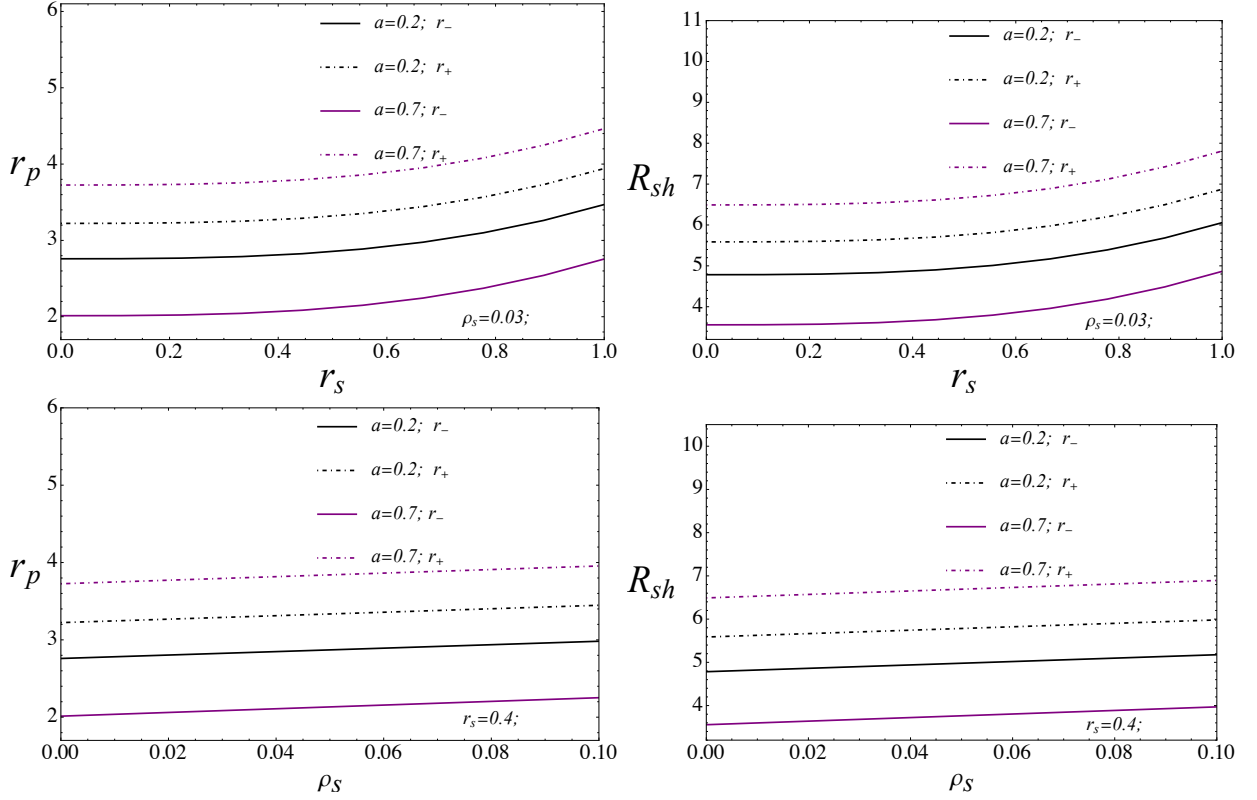 6
5
4
3
2
r_p
a=0.2; r_−
a=0.2; r_+
a=0.7; r_−
a=0.7; r_+
ρ_s=0.03;
0.0 0.2 0.4 0.6 0.8 1.0
r_s
11
10
9
8
7
6
5
4
R_sh
a=0.2; r_−
a=0.2; r_+
a=0.7; r_−
a=0.7; r_+
ρ_s=0.03;
0.0 0.2 0.4 0.6 0.8 1.0
r_s
6
5
4
3
2
r_p
a=0.2; r_−
a=0.2; r_+
a=0.7; r_−
a=0.7; r_+
r_s=0.4;
0.00 0.02 0.04 0.06 0.08 0.10
ρ_s
10
9
8
7
6
5
4
R_sh
a=0.2; r_−
a=0.2; r_+
a=0.7; r_−
a=0.7; r_+
r_s=0.4;
0.00 0.02 0.04 0.06 0.08 0.10
ρ_s